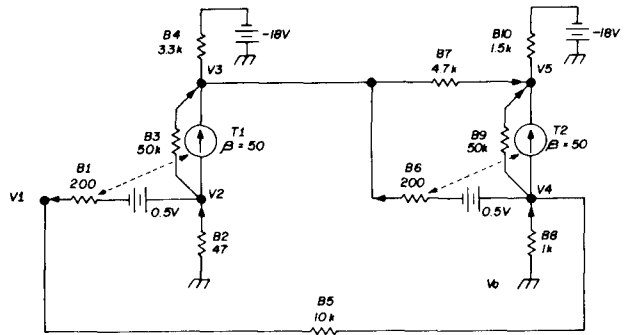 B4
3.3k
-18V
B10
1.5k
-18V
V3
B7
4.7k
V5
B3
50k
T1
β = 50
B9
50k
T2
β = 50
B1
200
B6
200
V1
V2
0.5V
V4
0.5V
B2
47
B8
1k
Vo
B5
10k